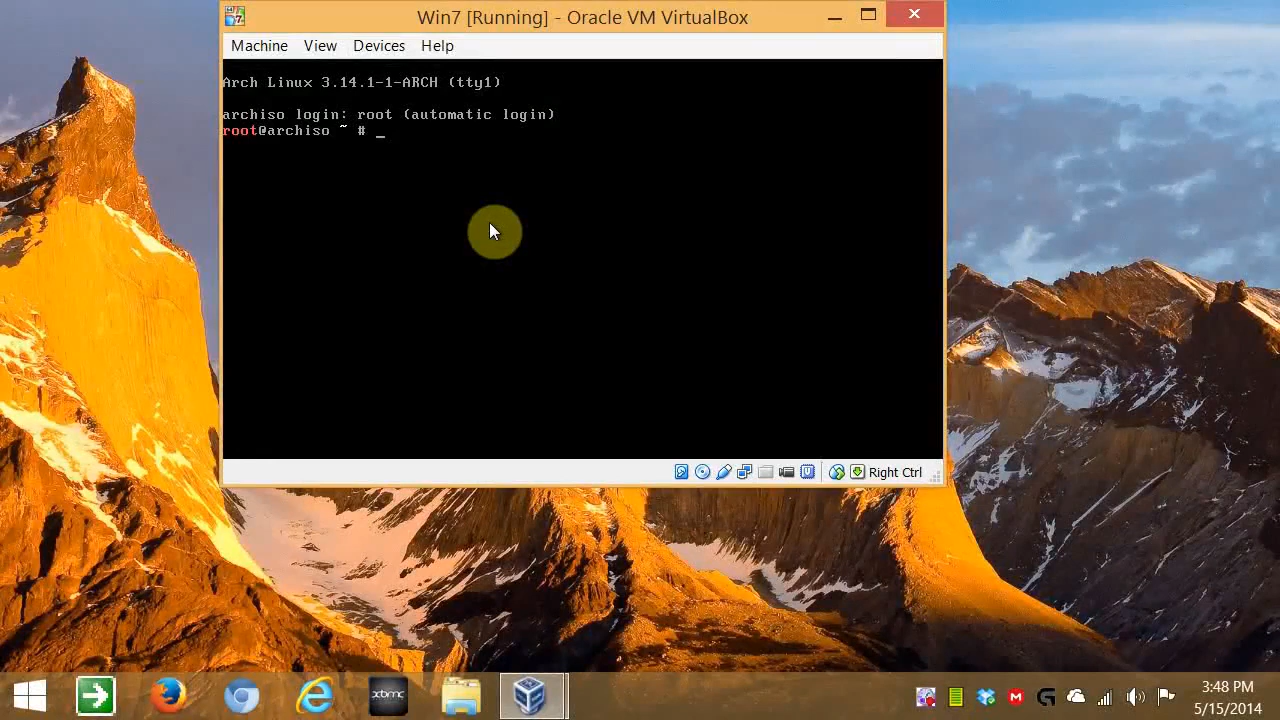 Win7 [Running] - Oracle VM VirtualBox
Machine View Devices Help
Arch Linux 3.14.1-1-ARCH (tty1)
archiso login: root (automatic login)
root@archiso ~ # _
Right Ctrl
xbmc
3:48 PM
5/15/2014